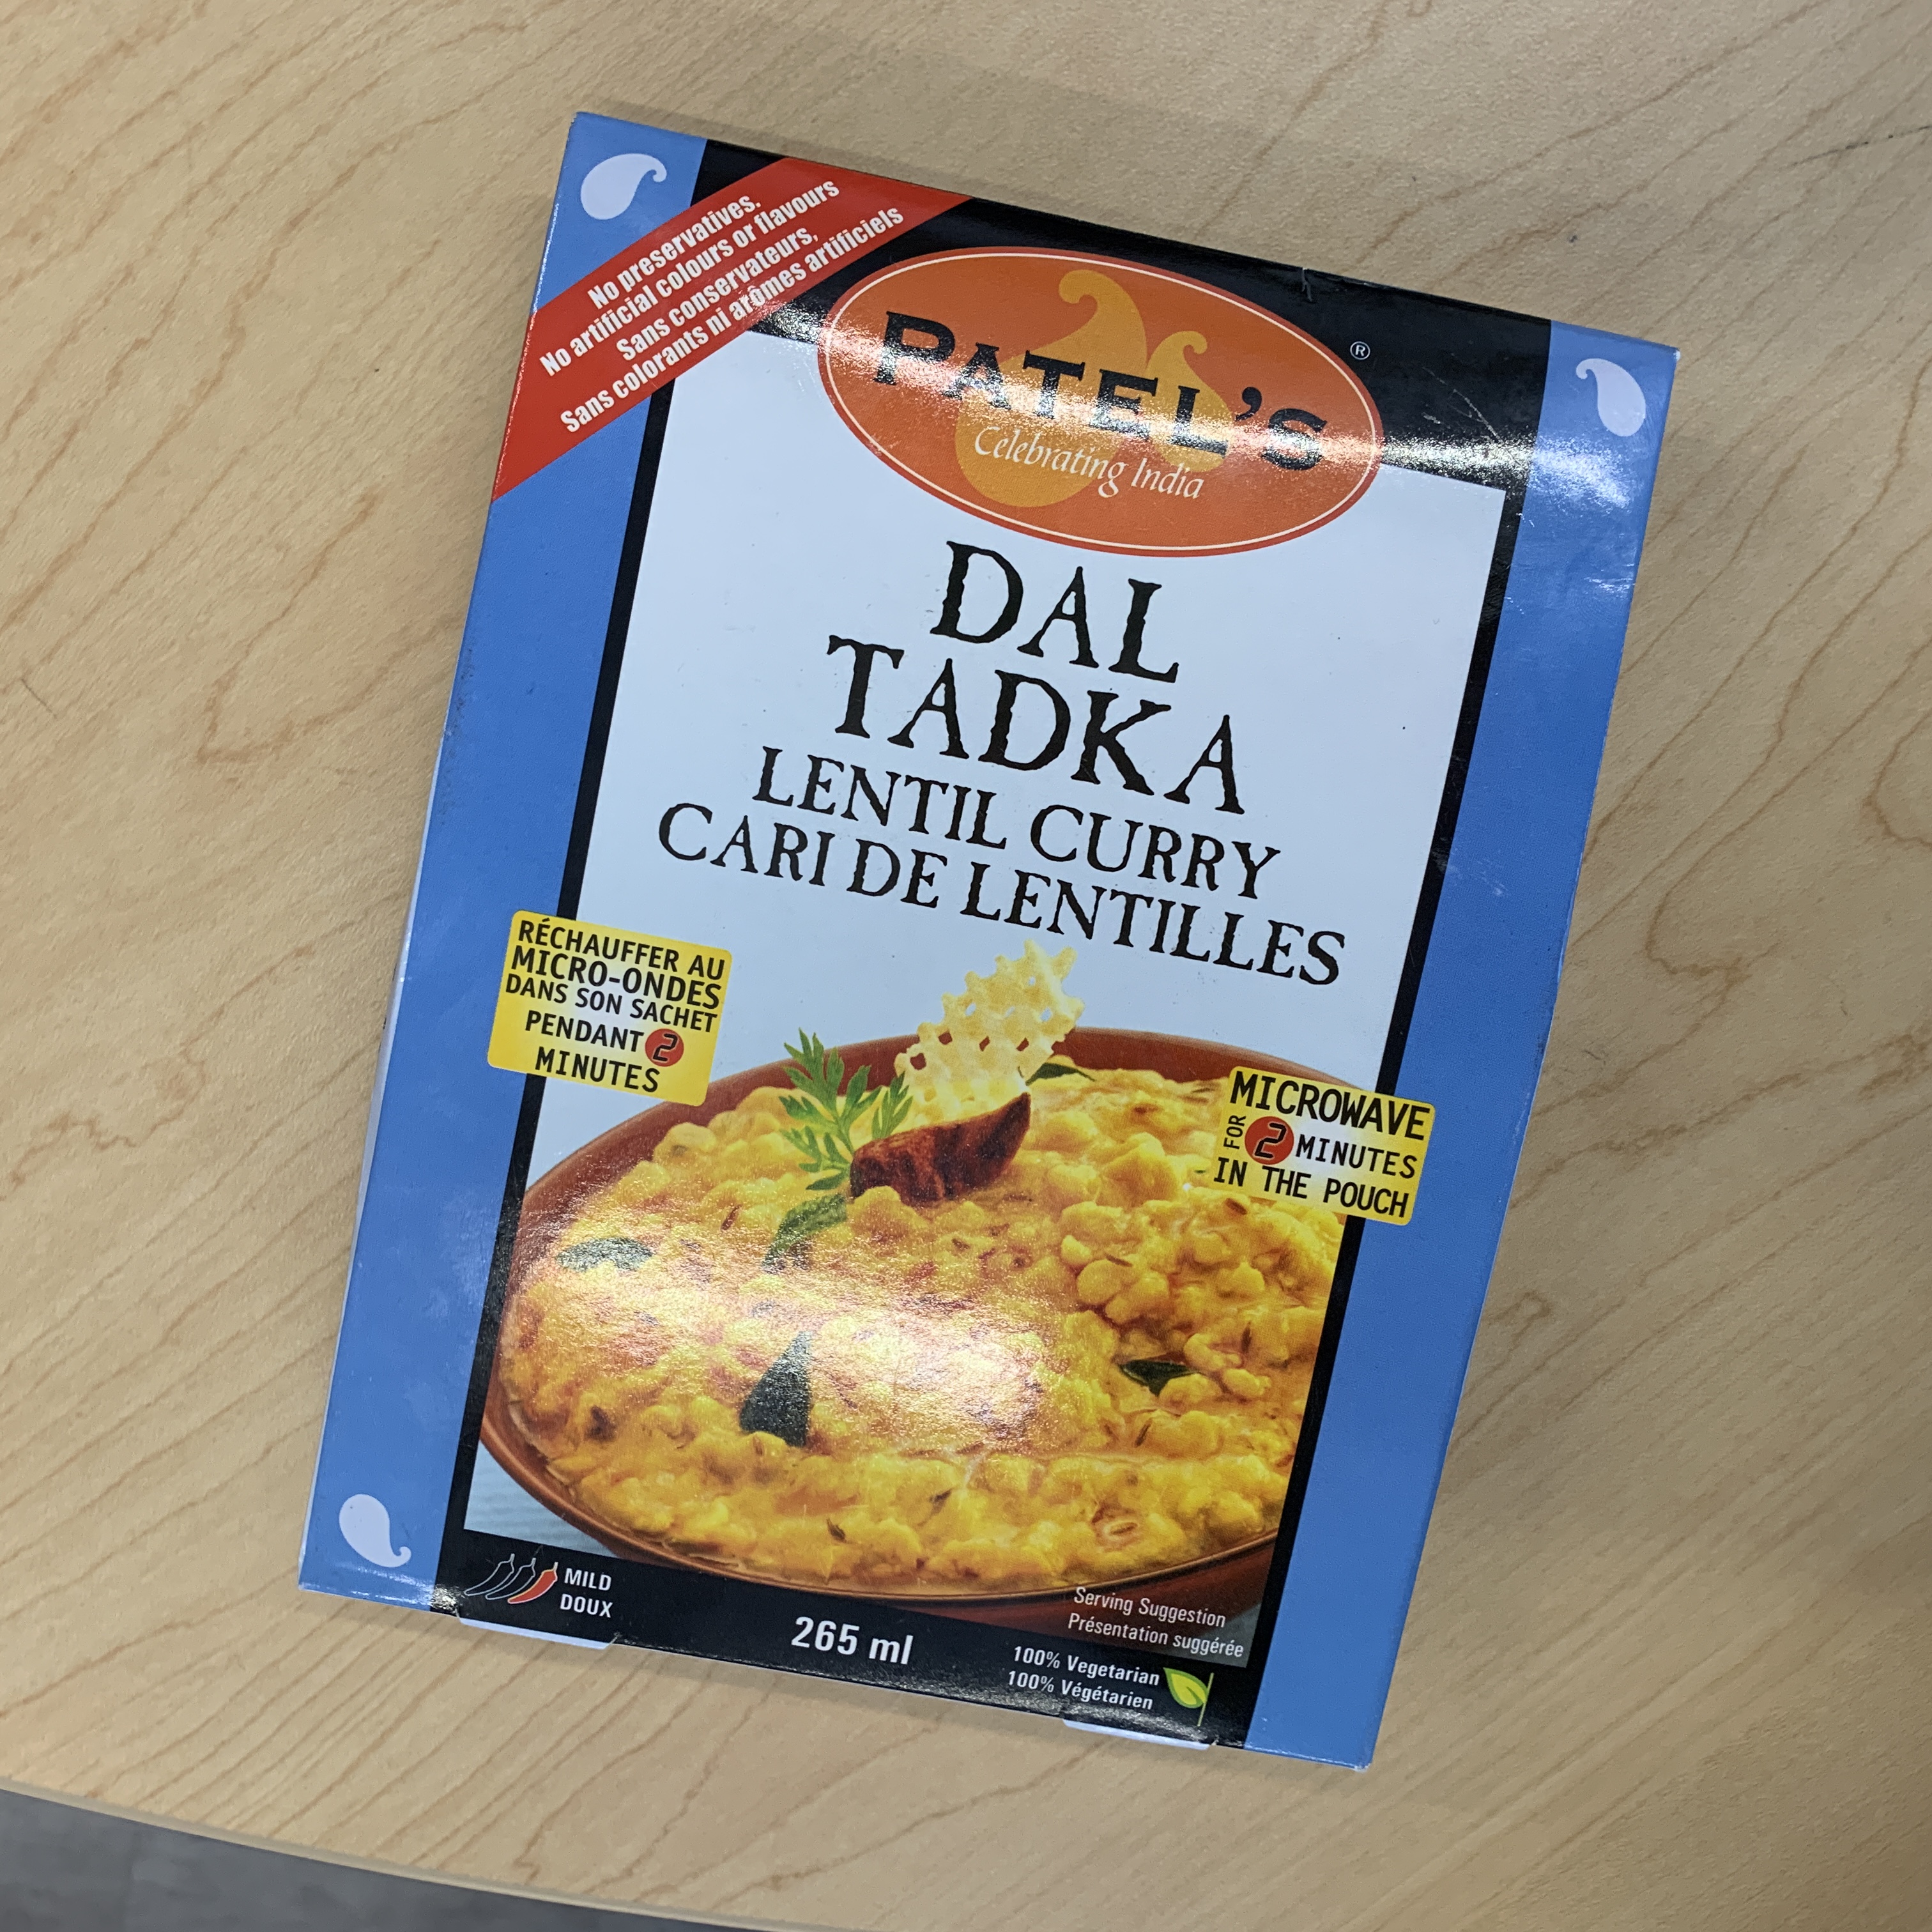 No preservatives,
No artificial colours or flavours
Sans conservateurs,
Sans colorants ni arômes artificiels
PATEL'S
Celebrating India
®
DAL
TADKA
LENTIL CURRY
CARI DE LENTILLES
RÉCHAUFFER AU
MICRO-ONDES
DANS SON SACHET
PENDANT 2
MINUTES
MICROWAVE
FOR 2 MINUTES
IN THE POUCH
Serving Suggestion
Présentation suggérée
MILD
DOUX
265 ml
100% Vegetarian
100% Végétarien